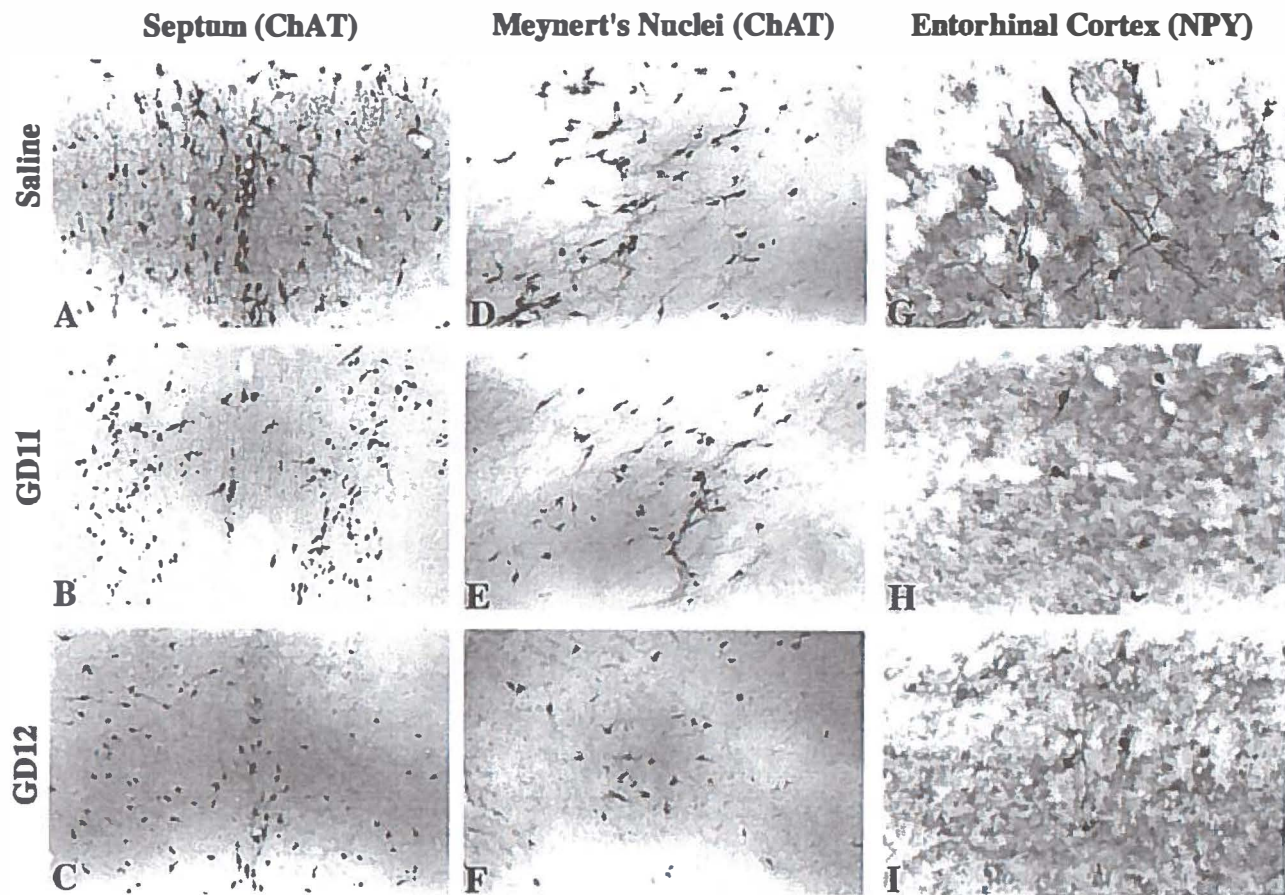 Septum (ChAT) Meynert's Nuclei (ChAT) Entorhinal Cortex (NPY)
Saline
A D G
GD11
B E H
GD12
C F I